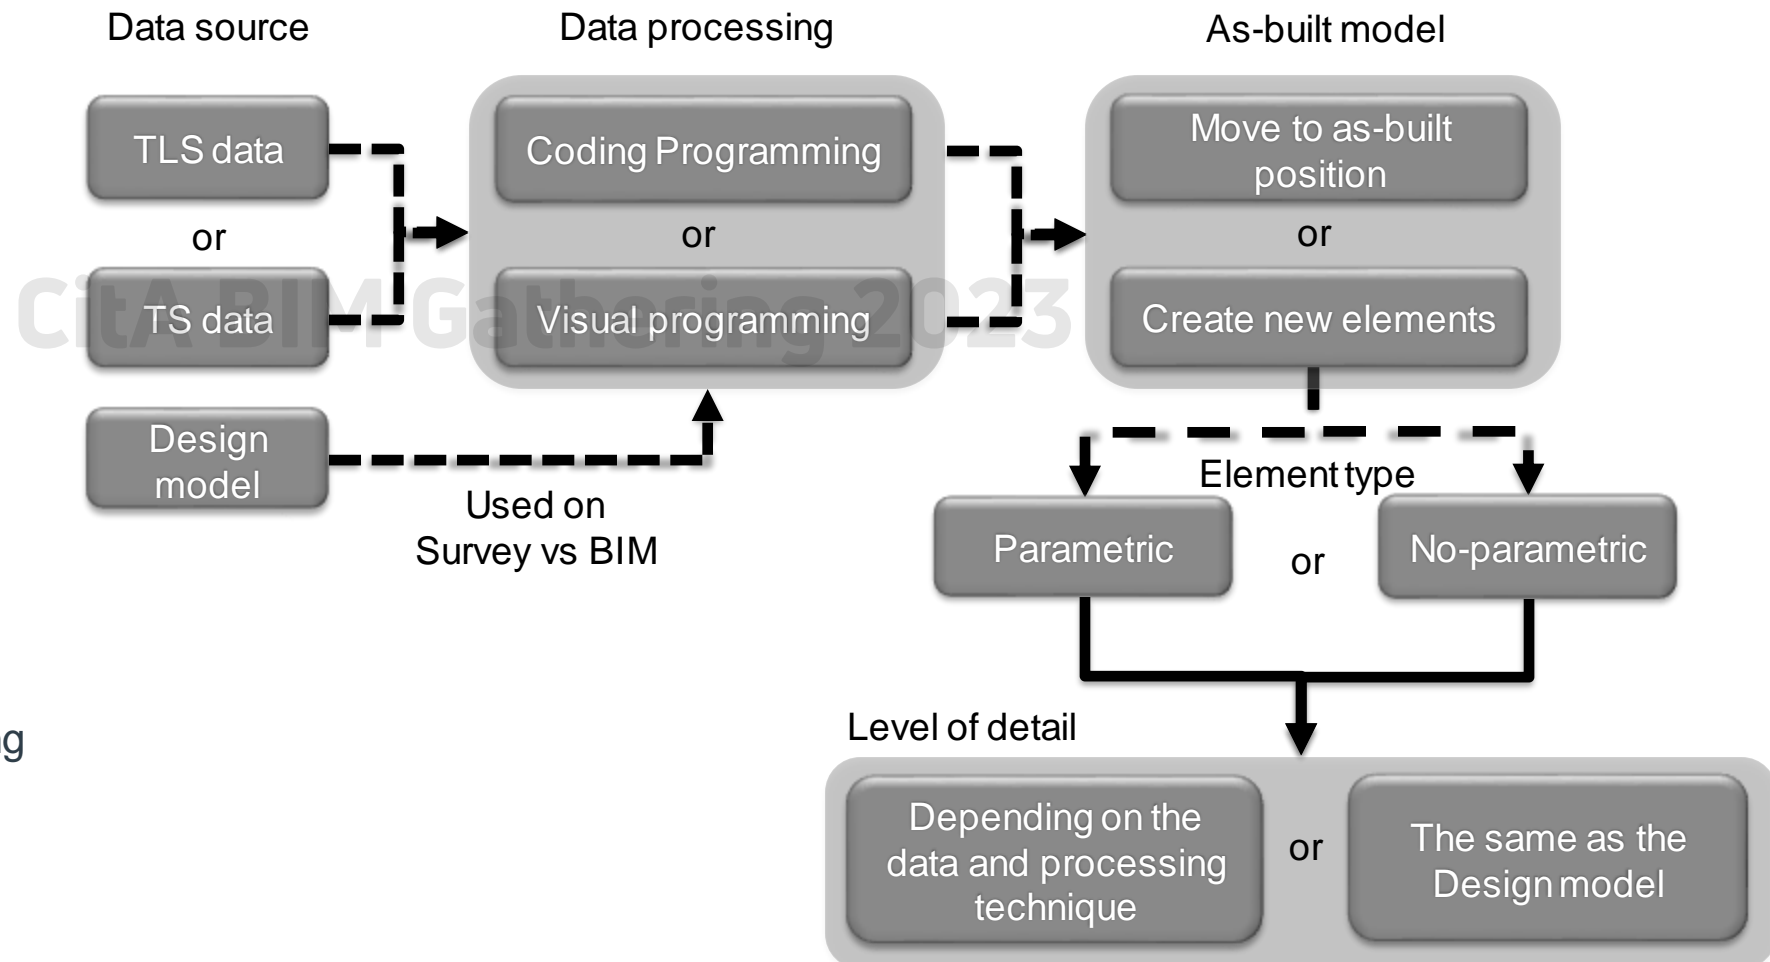 Data source
Data processing
As-built model
TLS data
Coding Programming
Move to as-built
position
or
or
or
CitA BIM Gathering 2023
TS data
Visual programming
Create new elements
Design
model
Used on
Survey vs BIM
Element type
Parametric
or
No-parametric
Level of detail
Depending on the
data and processing
technique
or
The same as the
Design model